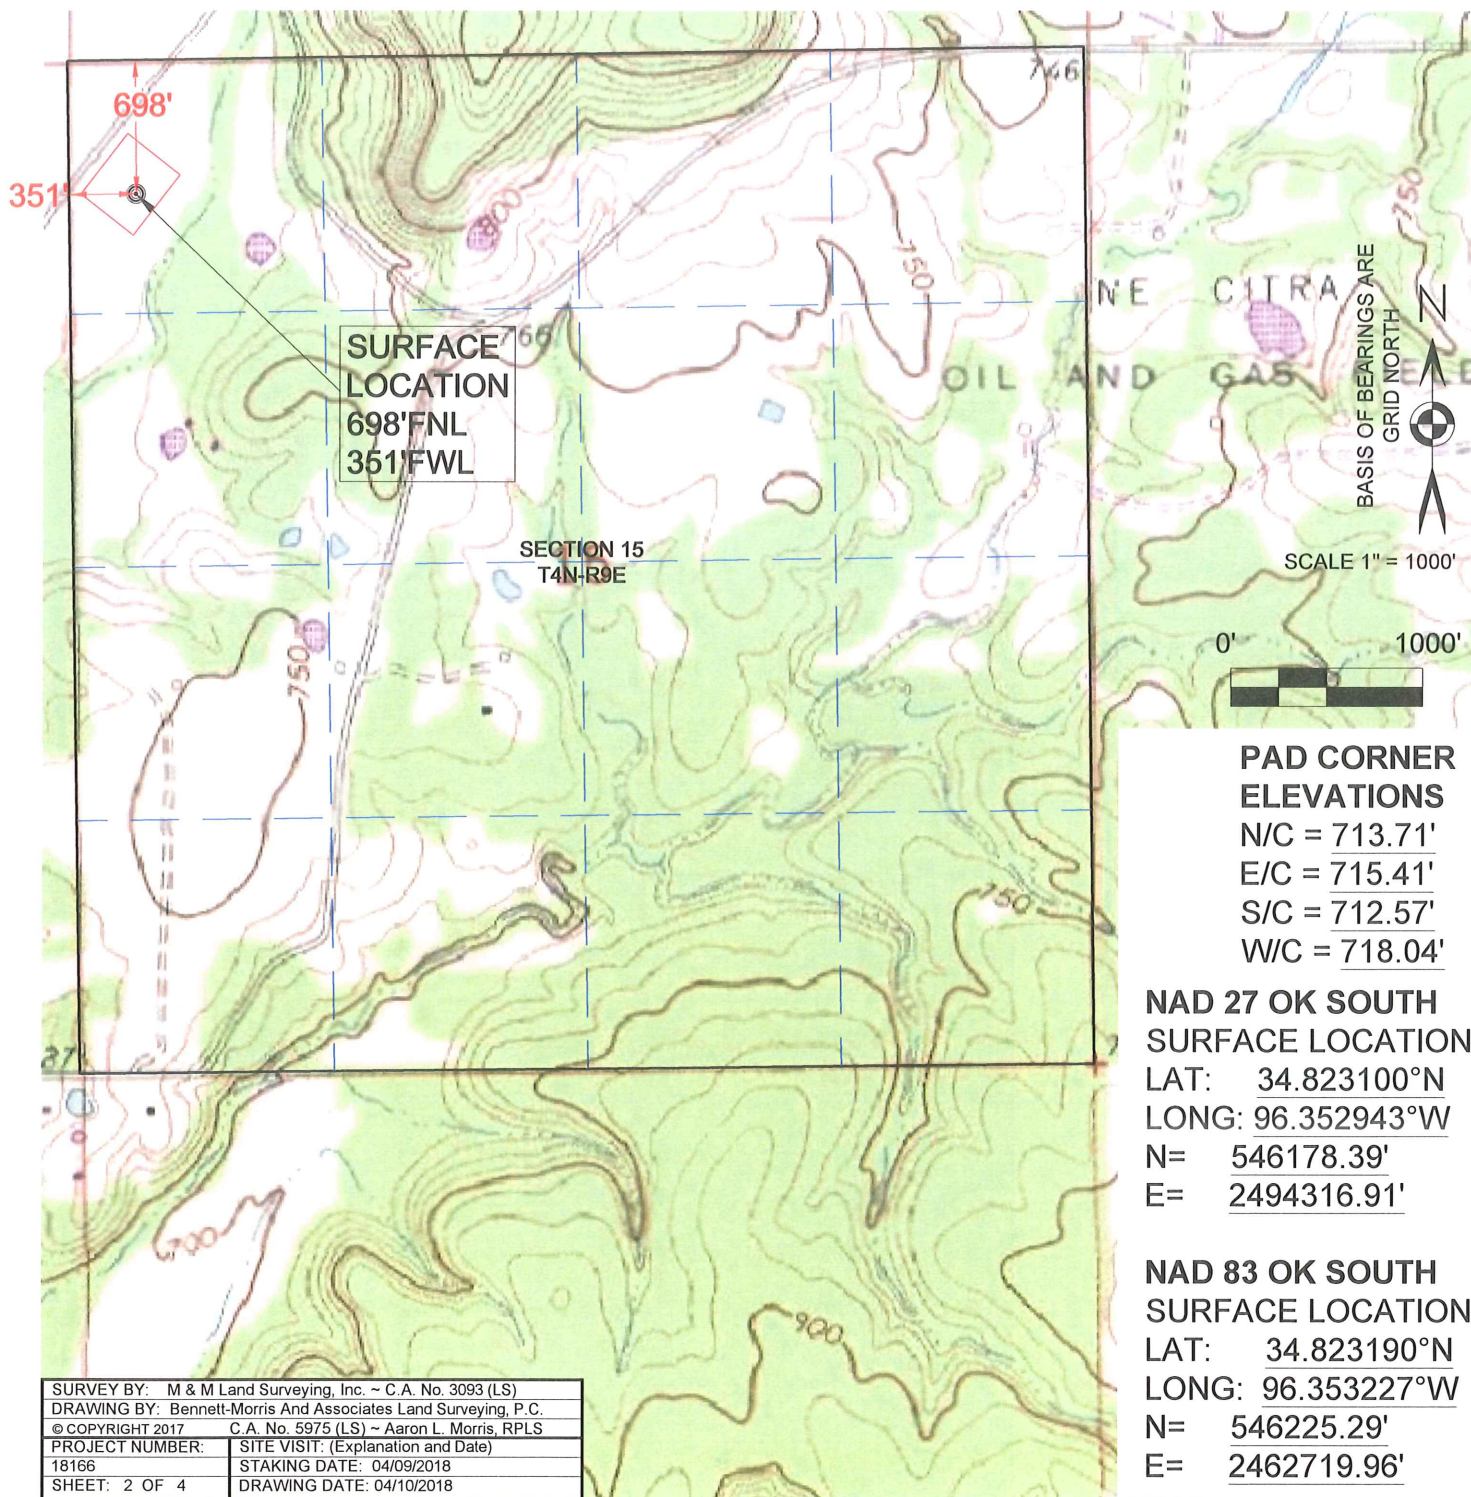 698'
351'
SURFACE
LOCATION
698'FNL
351'FWL
746
766
800
750
750
NE CITRA
OIL AND GAS
BASIS OF BEARINGS ARE
GRID NORTH
N
SCALE 1" = 1000'
0' 1000'
SECTION 15
T4N-R9E
750
750
27
700
900
PAD CORNER
ELEVATIONS
N/C = 713.71'
E/C = 715.41'
S/C = 712.57'
W/C = 718.04'
NAD 27 OK SOUTH
SURFACE LOCATION
LAT: 34.823100°N
LONG: 96.352943°W
N= 546178.39'
E= 2494316.91'
NAD 83 OK SOUTH
SURFACE LOCATION
LAT: 34.823190°N
LONG: 96.353227°W
N= 546225.29'
E= 2462719.96'
SURVEY BY: M & M Land Surveying, Inc. ~ C.A. No. 3093 (LS)
DRAWING BY: Bennett-Morris And Associates Land Surveying, P.C.
© COPYRIGHT 2017 C.A. No. 5975 (LS) ~ Aaron L. Morris, RPLS
PROJECT NUMBER: SITE VISIT: (Explanation and Date)
18166 STAKING DATE: 04/09/2018
SHEET: 2 OF 4 DRAWING DATE: 04/10/2018